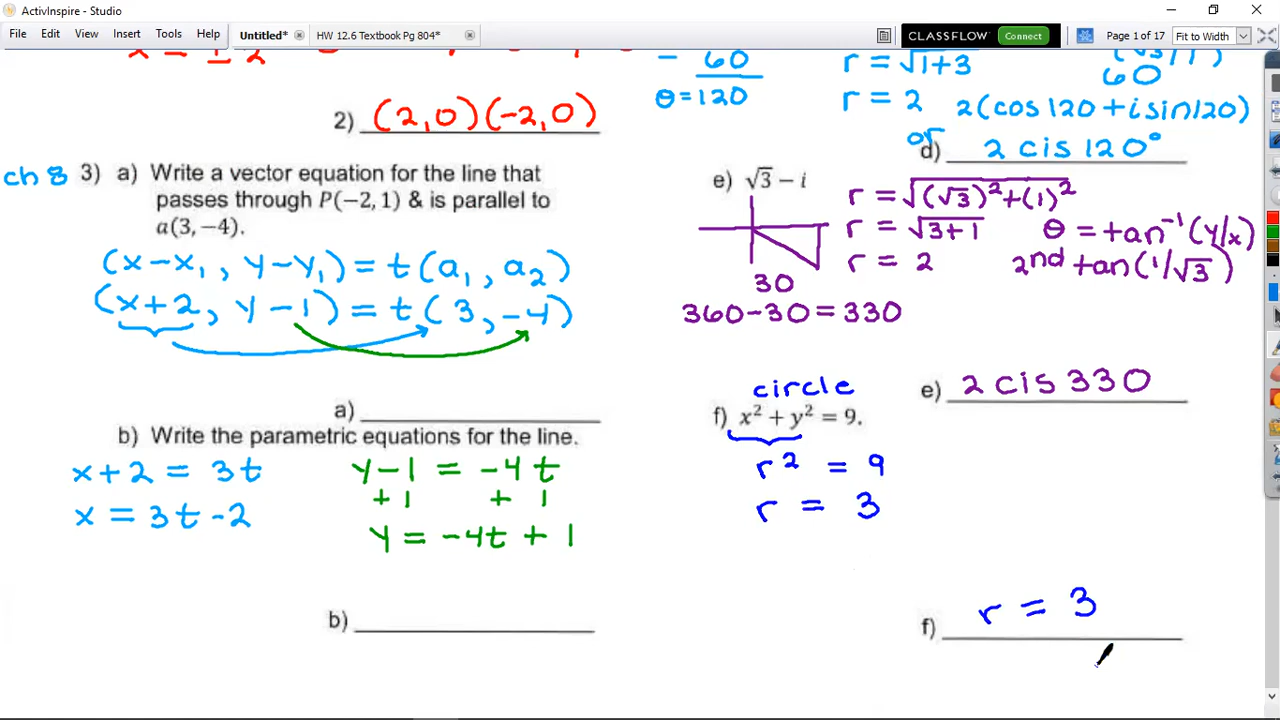 ActivInspire - Studio
File Edit View Insert Tools Help Untitled* HW 12.6 Textbook Pg 804* CLASSFLOW Connect Page 1 of 17 Fit to Width
x = ± 2
2) (2,0)(-2,0)
ch 8 3) a) Write a vector equation for the line that
passes through P(−2, 1) & is parallel to
a(3, −4).
(x-x₁, y-y₁) = t(a₁, a₂)
(x+2, y-1) = t(3, -4)
a)
b) Write the parametric equations for the line.
x+2 = 3t
x = 3t-2
y-1 = -4t
+1 +1
y = -4t + 1
b)
- 60
θ=120
r = √1+3
r = 2
60
2(cos120+isin120)
or
d) 2 cis 120°
e) √3 − i
r = √(√3)²+(1)²
r = √3+1
r = 2
θ = tan⁻¹(y/x)
2nd tan(1/√3)
30
360-30=330
e) 2 cis 330
circle
f) x² + y² = 9.
r² = 9
r = 3
f) r = 3